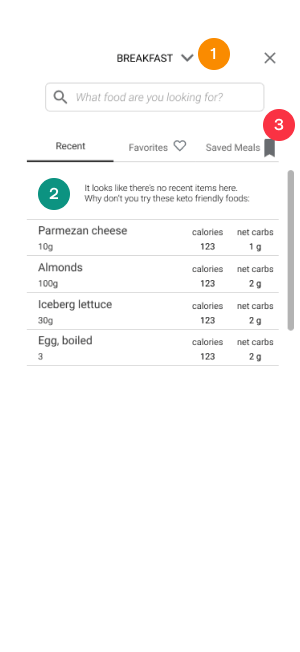 BREAKFAST 1
What food are you looking for?
3
Recent Favorites Saved Meals
2 It looks like there's no recent items here.
Why don't you try these keto friendly foods:
Parmezan cheese calories net carbs
10g 123 1 g
Almonds calories net carbs
100g 123 2 g
Iceberg lettuce calories net carbs
30g 123 2 g
Egg, boiled calories net carbs
3 123 2 g